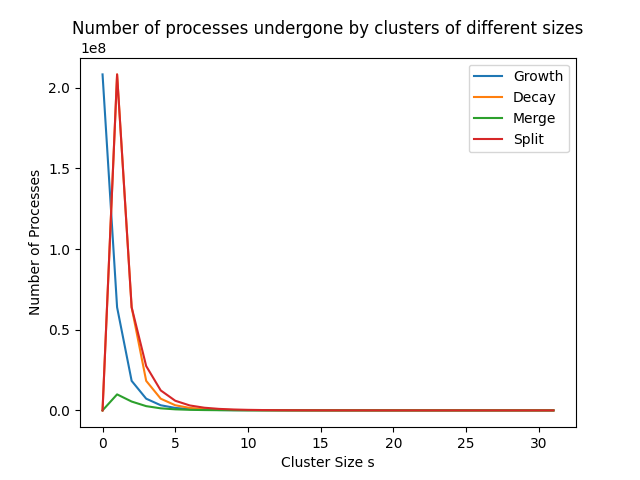 Number of processes undergone by clusters of different sizes
1e8
Growth
Decay
Merge
Split
2.0
1.5
1.0
0.5
0.0
Number of Processes
0 5 10 15 20 25 30
Cluster Size s